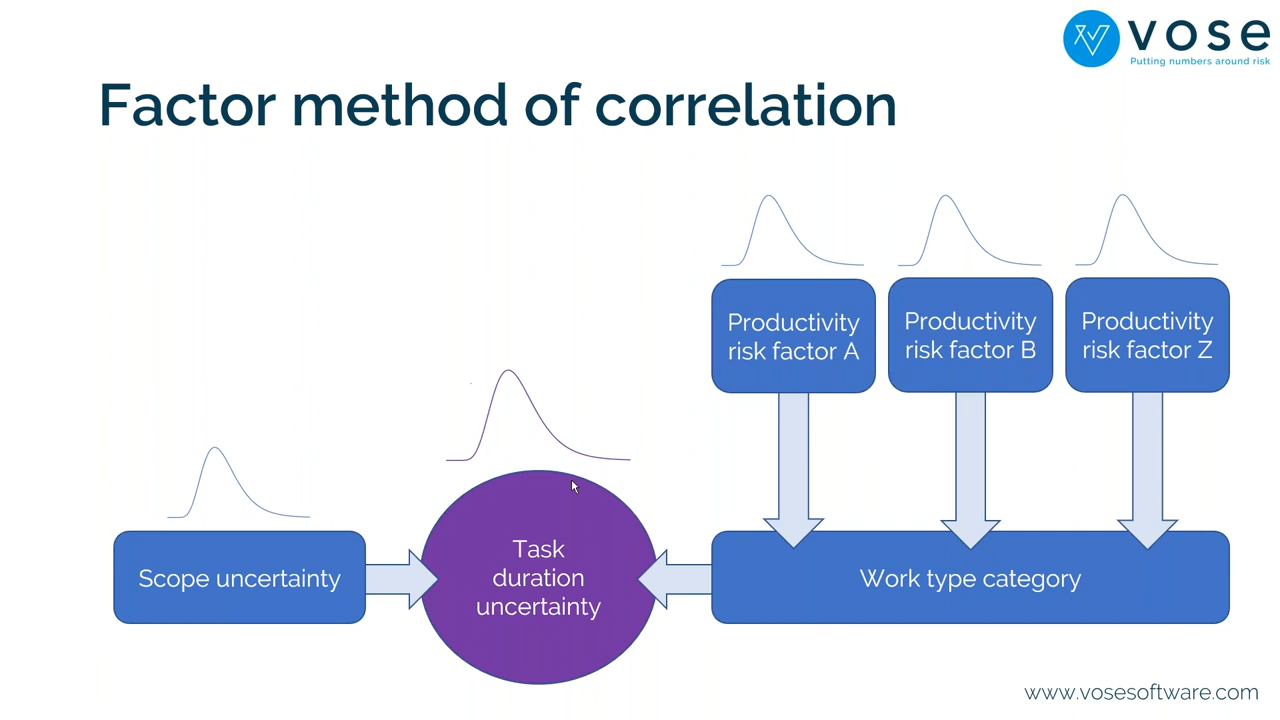 vose
Putting numbers around risk
Factor method of correlation
Productivity
risk factor A
Productivity
risk factor B
Productivity
risk factor Z
Scope uncertainty
Task
duration
uncertainty
Work type category
www.vosesoftware.com